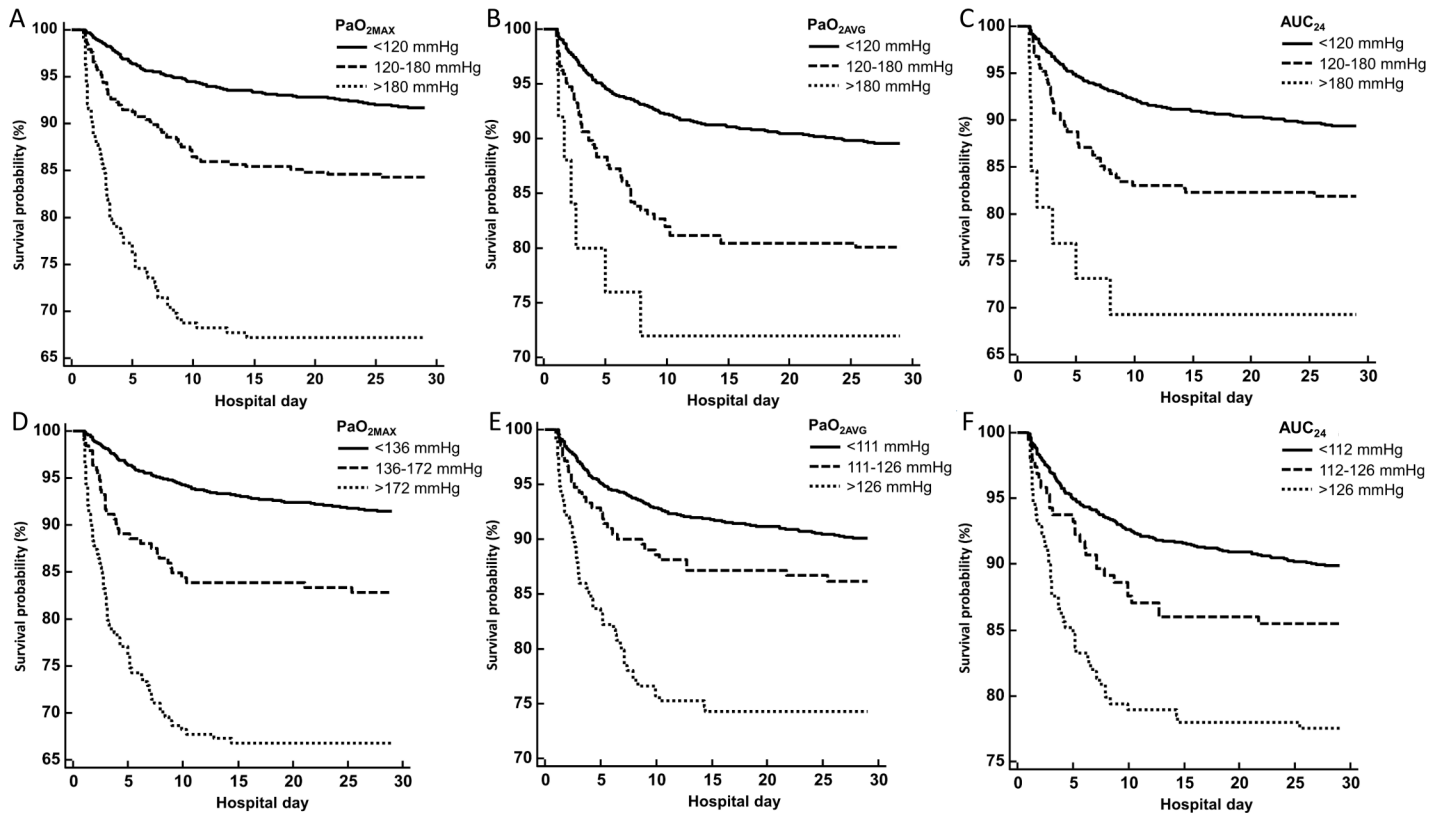 A
PaO2MAX
<120 mmHg
120-180 mmHg
>180 mmHg
Survival probability (%)
100
95
90
85
80
75
70
65
0 5 10 15 20 25 30
Hospital day
B
PaO2AVG
<120 mmHg
120-180 mmHg
>180 mmHg
Survival probability (%)
100
95
90
85
80
75
70
0 5 10 15 20 25 30
Hospital day
C
AUC24
<120 mmHg
120-180 mmHg
>180 mmHg
Survival probability (%)
100
95
90
85
80
75
70
65
0 5 10 15 20 25 30
Hospital day
D
PaO2MAX
<136 mmHg
136-172 mmHg
>172 mmHg
Survival probability (%)
100
95
90
85
80
75
70
65
0 5 10 15 20 25 30
Hospital day
E
PaO2AVG
<111 mmHg
111-126 mmHg
>126 mmHg
Survival probability (%)
100
95
90
85
80
75
70
0 5 10 15 20 25 30
Hospital day
F
AUC24
<112 mmHg
112-126 mmHg
>126 mmHg
Survival probability (%)
100
95
90
85
80
75
0 5 10 15 20 25 30
Hospital day